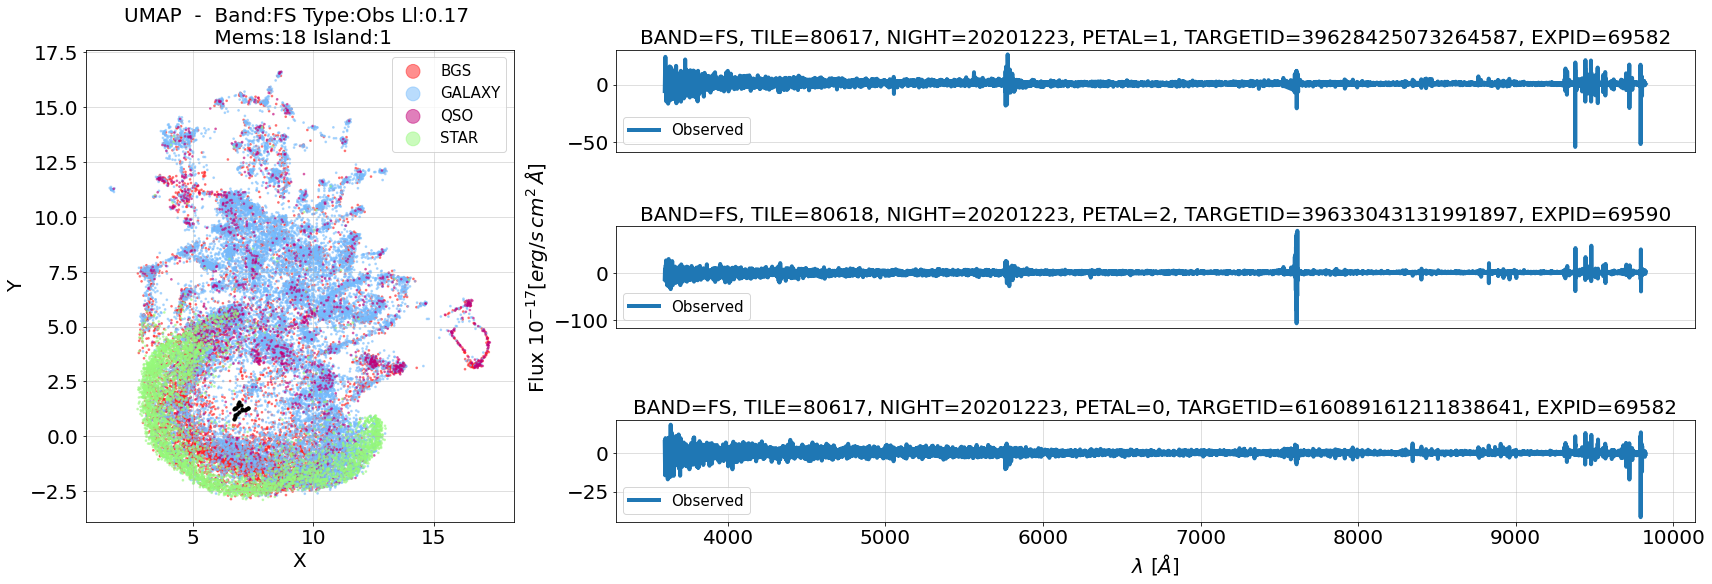 UMAP - Band:FS Type:Obs Ll:0.17
Mems:18 Island:1
17.5
15.0
12.5
10.0
7.5
5.0
2.5
0.0
−2.5
Y
5
10
15
X
BGS
GALAXY
QSO
STAR
Flux 10⁻¹⁷[erg/s cm² Å]
BAND=FS, TILE=80617, NIGHT=20201223, PETAL=1, TARGETID=39628425073264587, EXPID=69582
0
−50
Observed
BAND=FS, TILE=80618, NIGHT=20201223, PETAL=2, TARGETID=39633043131991897, EXPID=69590
0
−100
Observed
BAND=FS, TILE=80617, NIGHT=20201223, PETAL=0, TARGETID=616089161211838641, EXPID=69582
0
−25
Observed
4000
5000
6000
7000
8000
9000
10000
λ [Å]